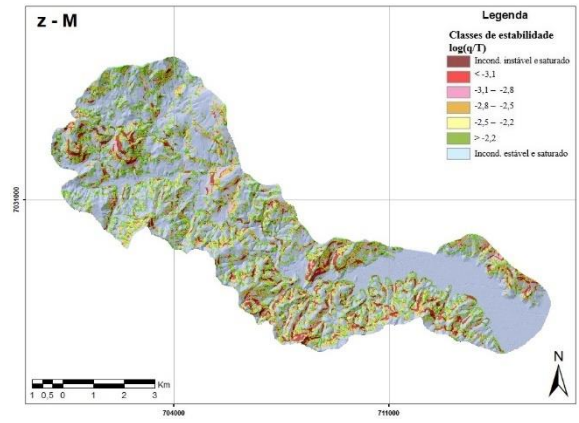 z - M
Legenda
Classes de estabilidade
log(q/T)
Incond. instável e saturado
< -3,1
-3,1 – -2,8
-2,8 – -2,5
-2,5 – -2,2
> -2,2
Incond. estável e saturado
7031000
N
1 0,5 0 1 2 3 Km
704000 711000